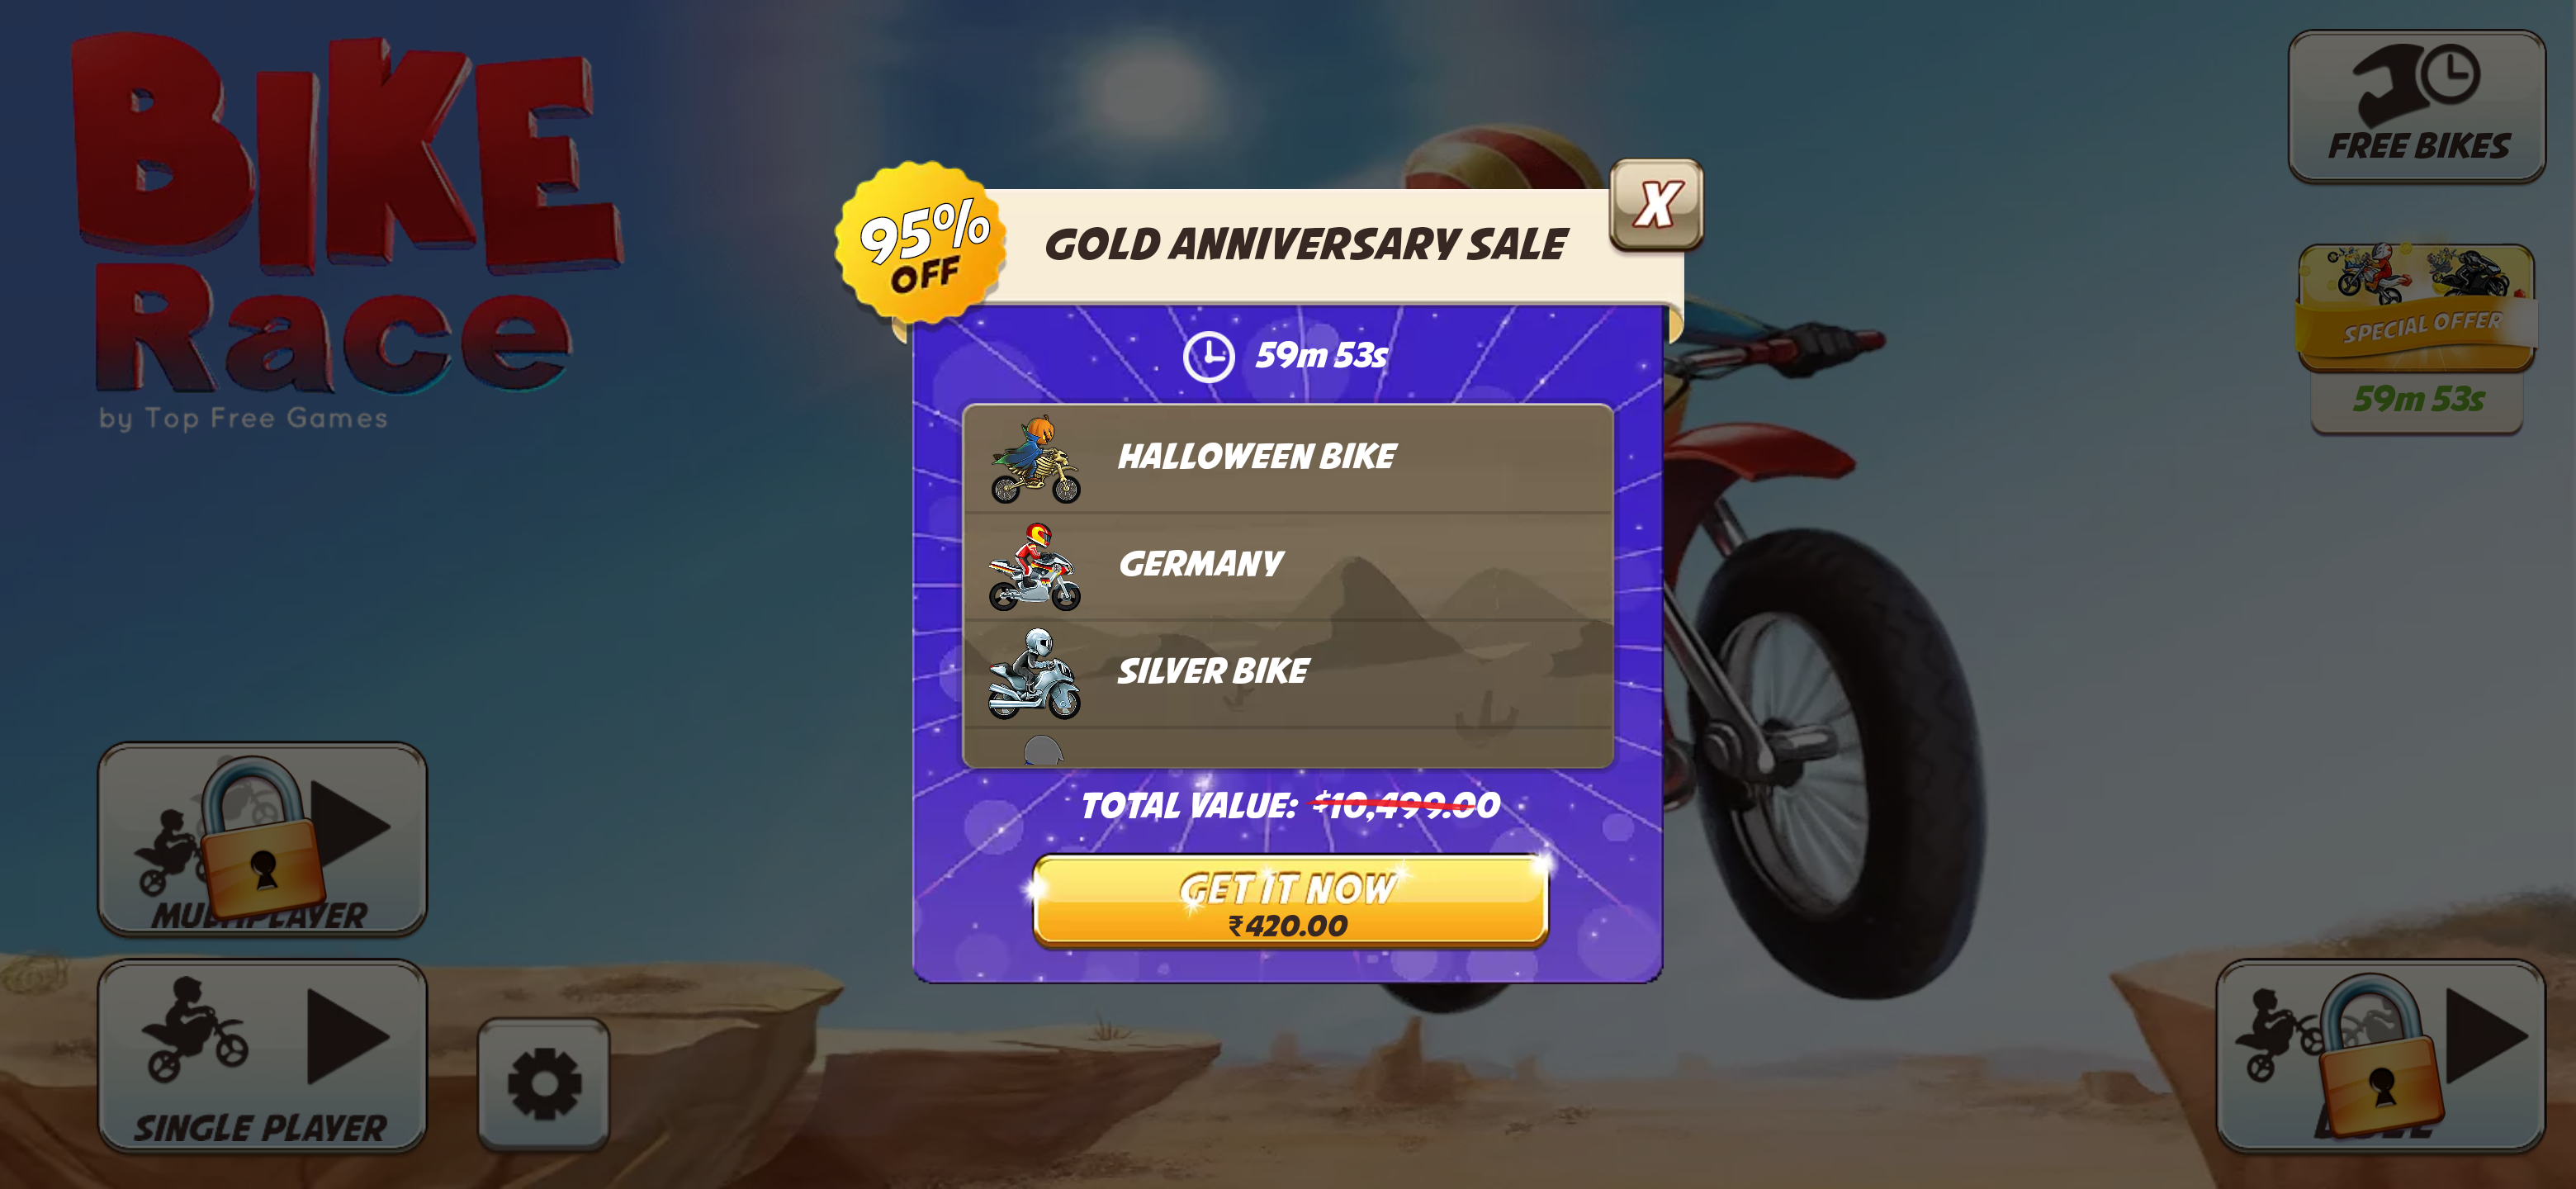 BIKE
Race
by Top Free Games
FREE BIKES
SPECIAL OFFER
59m 53s
95%
OFF
GOLD ANNIVERSARY SALE
X
59m 53s
HALLOWEEN BIKE
GERMANY
SILVER BIKE
TOTAL VALUE: $10,499.00
GET IT NOW
₹420.00
MULTIPLAYER
SINGLE PLAYER